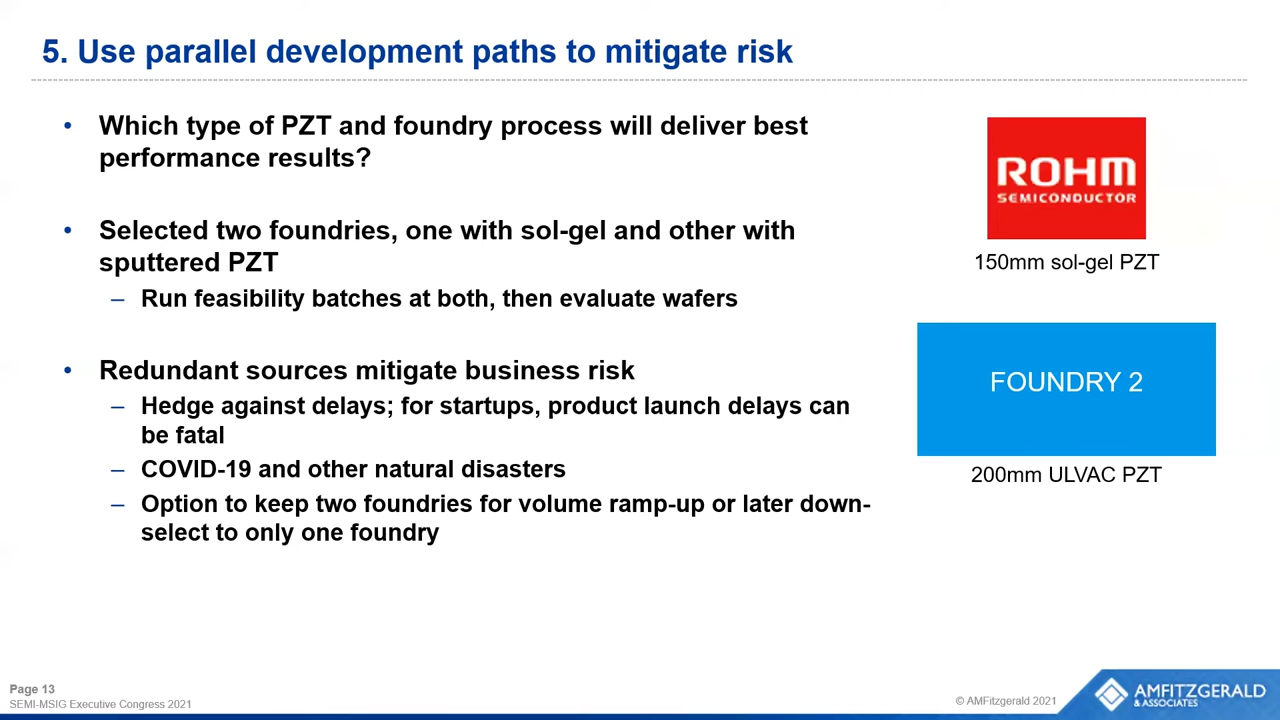 5. Use parallel development paths to mitigate risk
• Which type of PZT and foundry process will deliver best
performance results?
• Selected two foundries, one with sol-gel and other with
sputtered PZT
– Run feasibility batches at both, then evaluate wafers
• Redundant sources mitigate business risk
– Hedge against delays; for startups, product launch delays can
be fatal
– COVID-19 and other natural disasters
– Option to keep two foundries for volume ramp-up or later down-
select to only one foundry
ROHM
SEMICONDUCTOR
150mm sol-gel PZT
FOUNDRY 2
200mm ULVAC PZT
Page 13
SEMI-MSIG Executive Congress 2021
© AMFitzgerald 2021
AMFITZGERALD
& ASSOCIATES